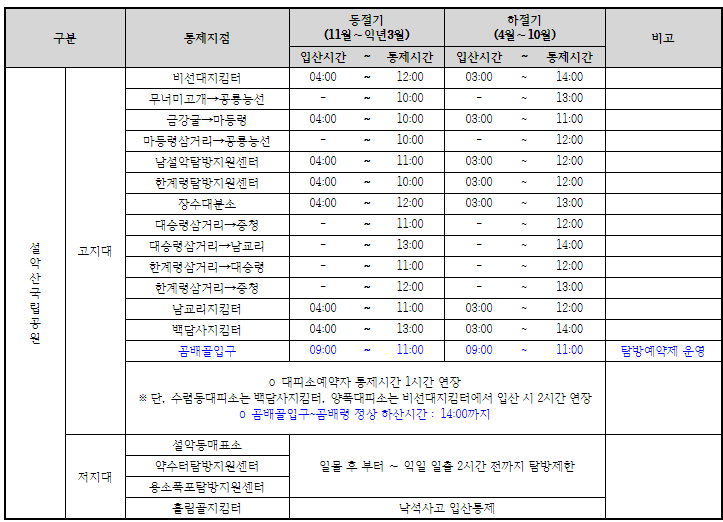 구분 통제지점 동절기 (11월~익년3월) 하절기 (4월~10월) 비고
입산시간 ~ 통제시간 입산시간 ~ 통제시간
설악산국립공원
고지대
비선대지킴터 04:00 ~ 12:00 03:00 ~ 14:00
무너미고개→공룡능선 - ~ 10:00 - ~ 13:00
금강굴→마등령 04:00 ~ 10:00 03:00 ~ 11:00
마등령삼거리→공룡능선 - ~ 10:00 - ~ 12:00
남설악탐방지원센터 04:00 ~ 11:00 03:00 ~ 12:00
한계령탐방지원센터 04:00 ~ 10:00 03:00 ~ 12:00
장수대분소 04:00 ~ 12:00 03:00 ~ 13:00
대승령삼거리→중청 - ~ 11:00 - ~ 12:00
대승령삼거리→남교리 - ~ 13:00 - ~ 14:00
한계령삼거리→대승령 - ~ 11:00 - ~ 12:00
한계령삼거리→중청 - ~ 12:00 - ~ 13:00
남교리지킴터 04:00 ~ 11:00 03:00 ~ 12:00
백담사지킴터 04:00 ~ 13:00 03:00 ~ 14:00
곰배골입구 09:00 ~ 11:00 09:00 ~ 11:00 탐방예약제 운영
o 대피소예약자 통제시간 1시간 연장
※ 단, 수렴동대피소는 백담사지킴터, 양폭대피소는 비선대지킴터에서 입산 시 2시간 연장
o 곰배골입구~곰배령 정상 하산시간 : 14:00까지
저지대
설악동매표소
약수터탐방지원센터
용소폭포탐방지원센터
일몰 후 부터 ~ 익일 일출 2시간 전까지 탐방제한
흘림골지킴터 낙석사고 입산통제